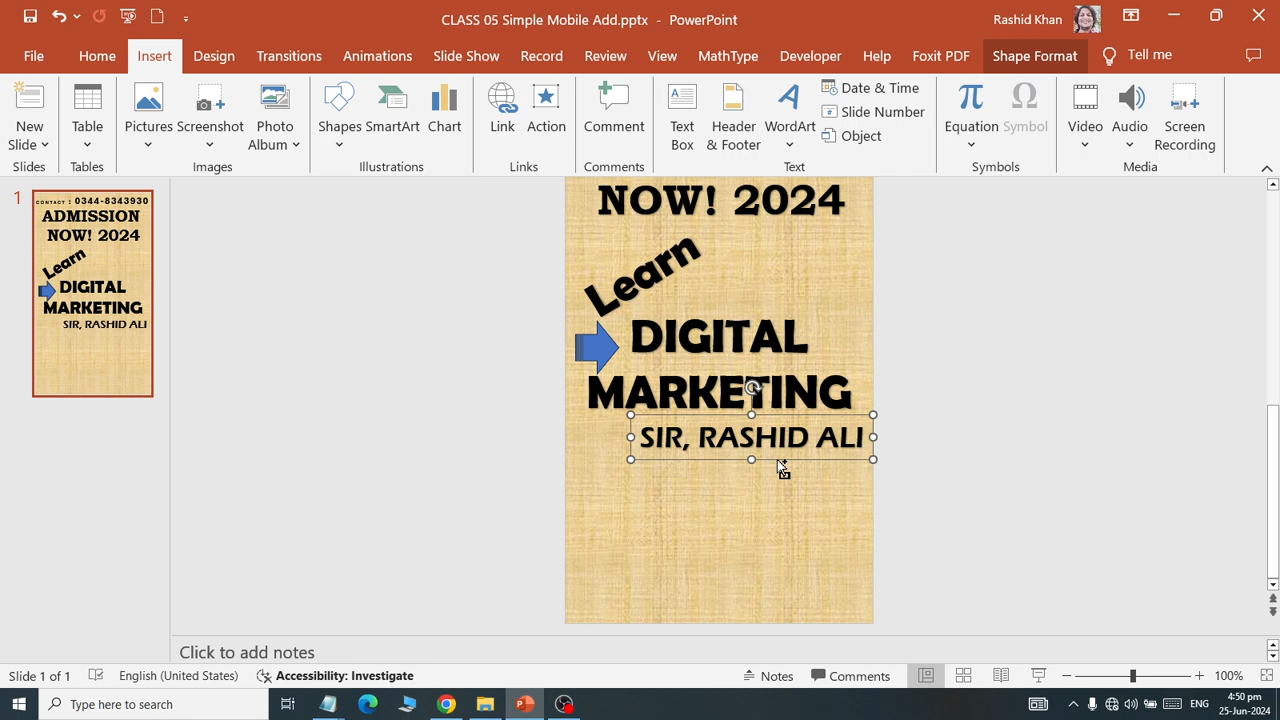 CLASS 05 Simple Mobile Add.pptx - PowerPoint
Rashid Khan
File Home Insert Design Transitions Animations Slide Show Record Review View MathType Developer Help Foxit PDF Shape Format Tell me
New Slide
Table
Pictures
Screenshot
Photo Album
Shapes
SmartArt
Chart
Link
Action
Comment
Text Box
Header & Footer
WordArt
Date & Time
Slide Number
Object
Equation
Symbol
Video
Audio
Screen Recording
Slides Tables Images Illustrations Links Comments Text Symbols Media
1
CONTACT : 0344-8343930
ADMISSION
NOW! 2024
Learn
DIGITAL
MARKETING
SIR, RASHID ALI
NOW! 2024
Learn
DIGITAL
MARKETING
SIR, RASHID ALI
Click to add notes
Slide 1 of 1 English (United States) Accessibility: Investigate Notes Comments 100%
Type here to search
ENG
4:50 pm
25-Jun-2024